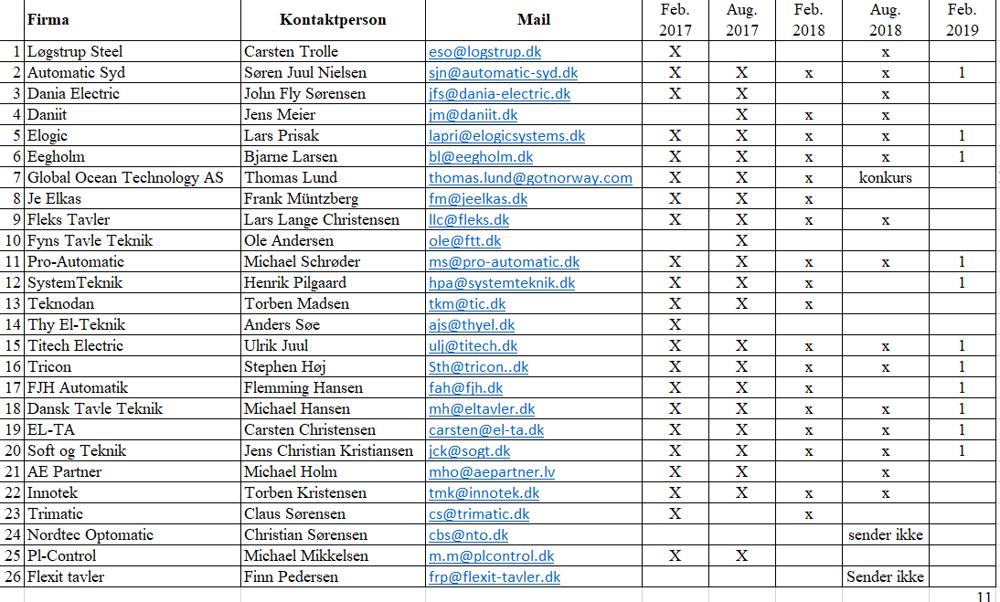 Firma Kontaktperson Mail Feb. 2017 Aug. 2017 Feb. 2018 Aug. 2018 Feb. 2019
1 Løgstrup Steel Carsten Trolle eso@logstrup.dk X x
2 Automatic Syd Søren Juul Nielsen sjn@automatic-syd.dk X X x x 1
3 Dania Electric John Fly Sørensen jfs@dania-electric.dk X X x
4 Daniit Jens Meier jm@daniit.dk X x x
5 Elogic Lars Prisak lapri@elogicsystems.dk X X x x 1
6 Eegholm Bjarne Larsen bl@eegholm.dk X X x x 1
7 Global Ocean Technology AS Thomas Lund thomas.lund@gotnorway.com X X x konkurs
8 Je Elkas Frank Müntzberg fm@jeelkas.dk X X x
9 Fleks Tavler Lars Lange Christensen llc@fleks.dk X X x x
10 Fyns Tavle Teknik Ole Andersen ole@ftt.dk X
11 Pro-Automatic Michael Schrøder ms@pro-automatic.dk X X x x 1
12 SystemTeknik Henrik Pilgaard hpa@systemteknik.dk X X x 1
13 Teknodan Torben Madsen tkm@tic.dk X X x
14 Thy El-Teknik Anders Søe ajs@thyel.dk X
15 Titech Electric Ulrik Juul ulj@titech.dk X X x x 1
16 Tricon Stephen Høj Sth@tricon..dk X X x x 1
17 FJH Automatik Flemming Hansen fah@fjh.dk X X x 1
18 Dansk Tavle Teknik Michael Hansen mh@eltavler.dk X X x x 1
19 EL-TA Carsten Christensen carsten@el-ta.dk X X x x 1
20 Soft og Teknik Jens Christian Kristiansen jck@sogt.dk X X x x 1
21 AE Partner Michael Holm mho@aepartner.lv X X x
22 Innotek Torben Kristensen tmk@innotek.dk X X x x
23 Trimatic Claus Sørensen cs@trimatic.dk X x
24 Nordtec Optomatic Christian Sørensen cbs@nto.dk sender ikke
25 Pl-Control Michael Mikkelsen m.m@plcontrol.dk X X
26 Flexit tavler Finn Pedersen frp@flexit-tavler.dk Sender ikke
11